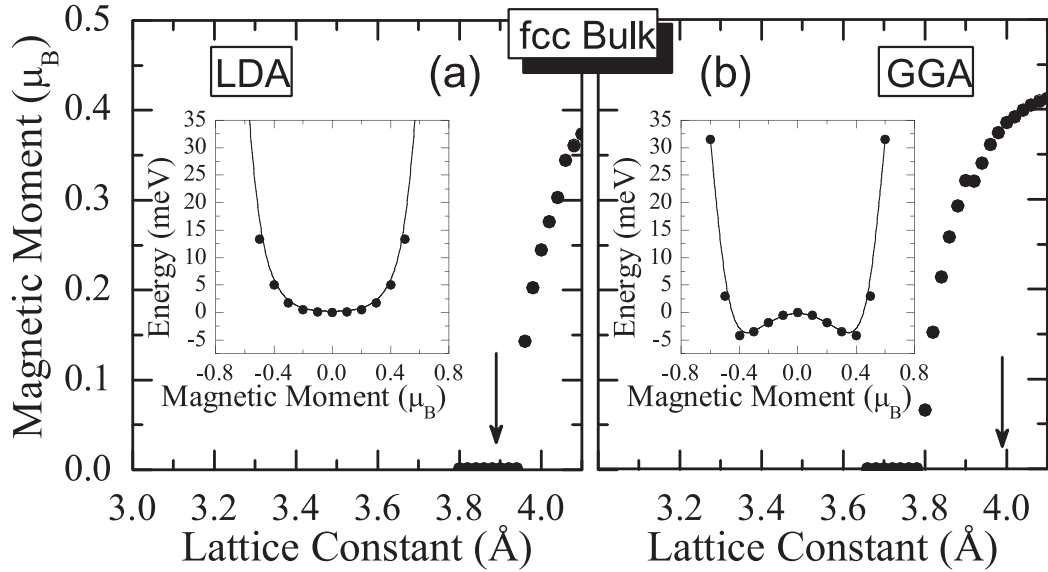 fcc Bulk
LDA
(a)
(b)
GGA
Magnetic Moment (μB)
0.5
0.4
0.3
0.2
0.1
0.0
Energy (meV)
35
30
25
20
15
10
5
0
-5
-0.8 -0.4 0.0 0.4 0.8
Magnetic Moment (μB)
Energy (meV)
35
30
25
20
15
10
5
0
-5
-0.8 -0.4 0.0 0.4 0.8
Magnetic Moment (μB)
3.0 3.2 3.4 3.6 3.8 4.0
3.2 3.4 3.6 3.8 4.0
Lattice Constant (Å)
Lattice Constant (Å)